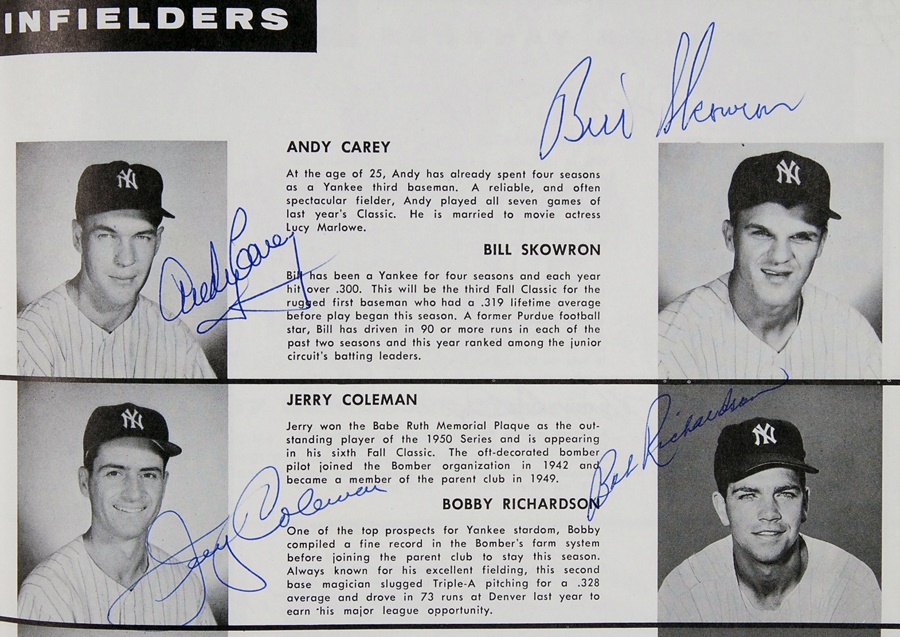 INFIELDERS
Bill Skowron
ANDY CAREY
At the age of 25, Andy has already spent four seasons
as a Yankee third baseman. A reliable, and often
spectacular fielder, Andy played all seven games of
last year's Classic. He is married to movie actress
Lucy Marlowe.
Andy Carey
BILL SKOWRON
Bill has been a Yankee for four seasons and each year
hit over .300. This will be the third Fall Classic for the
rugged first baseman who had a .319 lifetime average
before play began this season. A former Purdue football
star, Bill has driven in 90 or more runs in each of the
past two seasons and this year ranked among the junior
circuit's batting leaders.
JERRY COLEMAN
Jerry won the Babe Ruth Memorial Plaque as the out-
standing player of the 1950 Series and is appearing
in his sixth Fall Classic. The oft-decorated bomber
pilot joined the Bomber organization in 1942 and
became a member of the parent club in 1949.
Jerry Coleman
Bob Richardson
BOBBY RICHARDSON
One of the top prospects for Yankee stardom, Bobby
compiled a fine record in the Bomber's farm system
before joining the parent club to stay this season.
Always known for his excellent fielding, this second
base magician slugged Triple-A pitching for a .328
average and drove in 73 runs at Denver last year to
earn his major league opportunity.
NY
NY
NY
NY